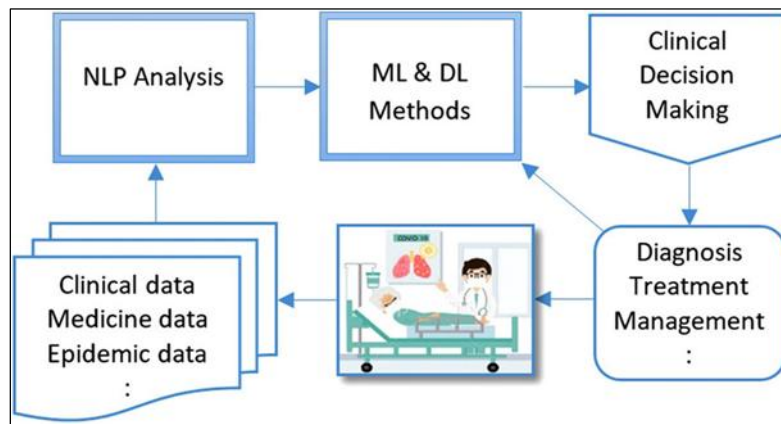 NLP Analysis
ML & DL
Methods
Clinical
Decision
Making
Clinical data
Medicine data
Epidemic data
:
COVID-19
Diagnosis
Treatment
Management
: